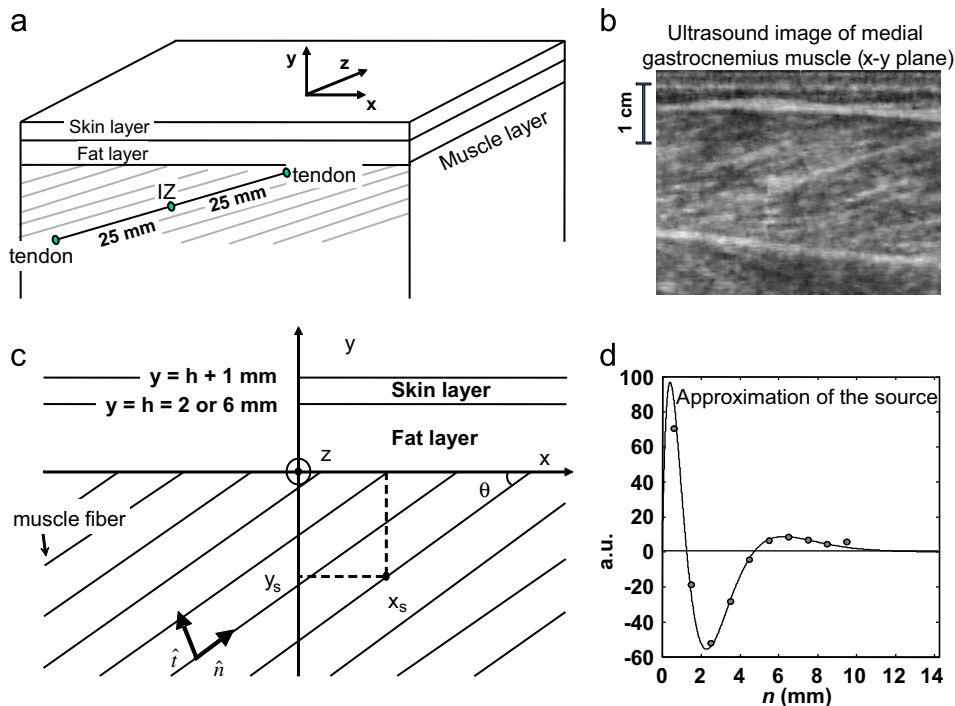 a
y
z
x
Skin layer
Fat layer
Muscle layer
tendon
IZ
25 mm
25 mm
tendon
b
Ultrasound image of medial
gastrocnemius muscle (x-y plane)
1 cm
c
y
y = h + 1 mm
Skin layer
y = h = 2 or 6 mm
Fat layer
z
x
θ
muscle fiber
yₛ
xₛ
t̂
n̂
d
Approximation of the source
100
80
60
40
20
0
-20
-40
-60
a.u.
0 2 4 6 8 10 12 14
n (mm)